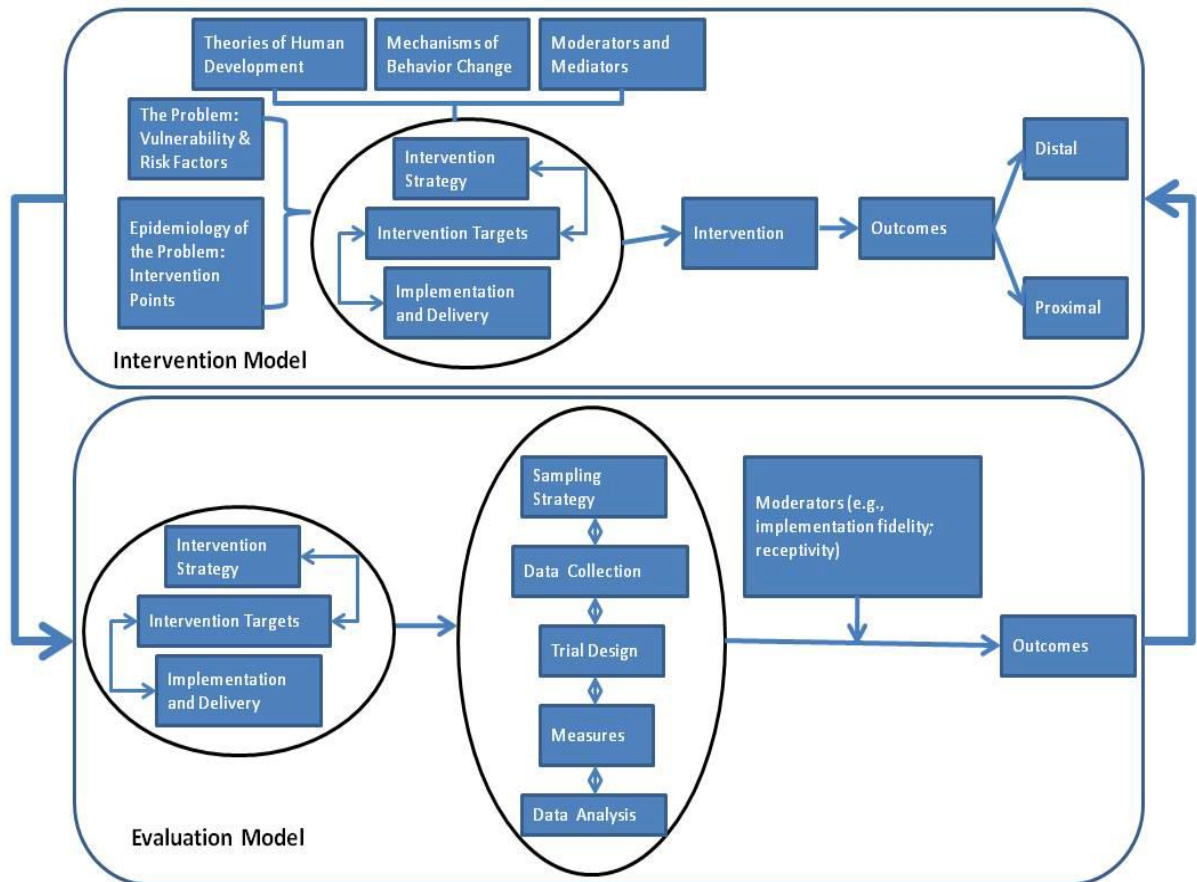 Theories of Human
Development
Mechanisms of
Behavior Change
Moderators and
Mediators
The Problem:
Vulnerability &
Risk Factors
Epidemiology of
the Problem:
Intervention
Points
Intervention
Strategy
Intervention Targets
Implementation
and Delivery
Intervention
Outcomes
Distal
Proximal
Intervention Model
Intervention
Strategy
Intervention Targets
Implementation
and Delivery
Sampling
Strategy
Data Collection
Trial Design
Measures
Data Analysis
Moderators (e.g.,
implementation fidelity;
receptivity)
Outcomes
Evaluation Model